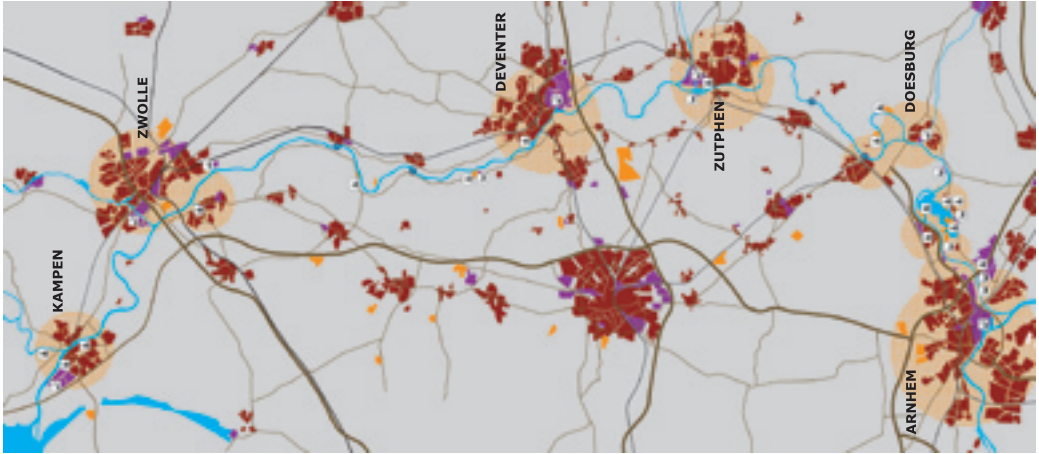 KAMPEN
ZWOLLE
DEVENTER
ZUTPHEN
DOESBURG
ARNHEM